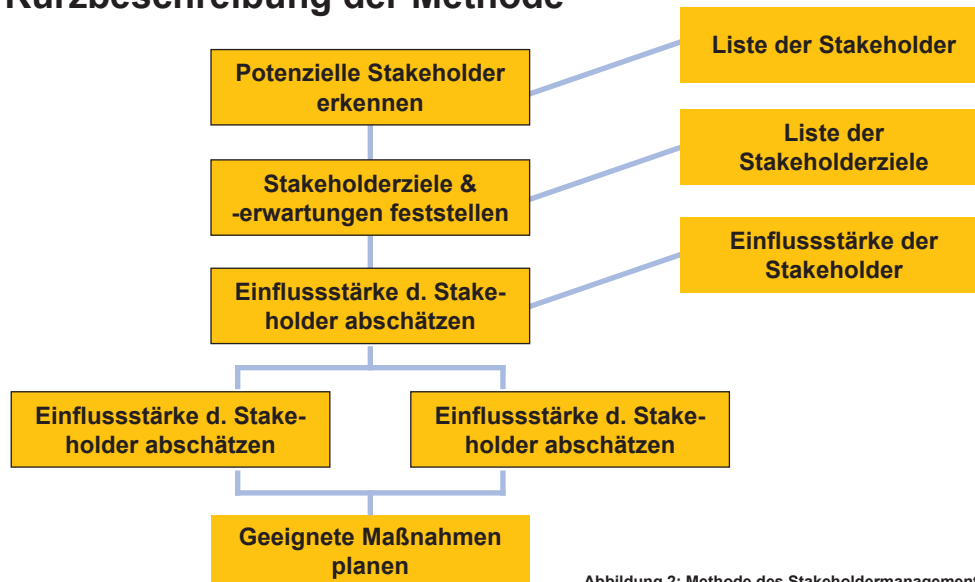 Kurzbeschreibung der Methode
Potenzielle Stakeholder
erkennen
Liste der Stakeholder
Stakeholderziele &
-erwartungen feststellen
Liste der
Stakeholderziele
Einflussstärke d. Stake-
holder abschätzen
Einflussstärke der
Stakeholder
Einflussstärke d. Stake-
holder abschätzen
Einflussstärke d. Stake-
holder abschätzen
Geeignete Maßnahmen
planen
Abbildung 2: Methode des Stakeholdermanagement